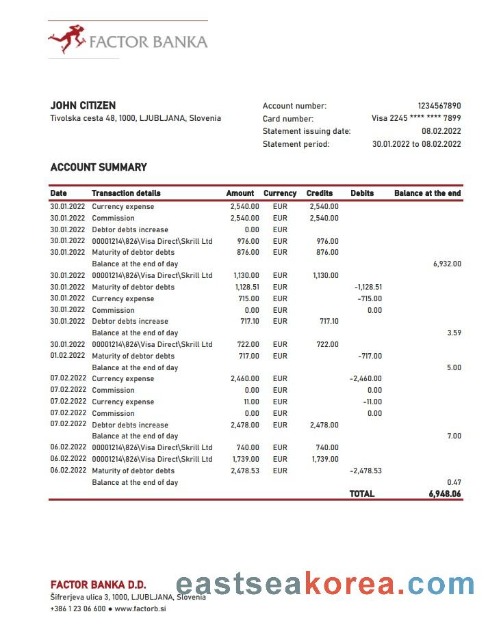 FACTOR BANKA
JOHN CITIZEN
Tivolska cesta 48, 1000, LJUBLJANA, Slovenia
Account number: 1234567890
Card number: Visa 2245 **** **** 7899
Statement issuing date: 08.02.2022
Statement period: 30.01.2022 to 08.02.2022
ACCOUNT SUMMARY
Date Transaction details Amount Currency Credits Debits Balance at the end
30.01.2022 Currency expense 2,540.00 EUR 2,540.00
30.01.2022 Commission 2,540.00 EUR 2,540.00
30.01.2022 Debtor debts increase 0.00 EUR
30.01.2022 00001214\826\Visa Direct\Skrill Ltd 976.00 EUR 976.00
30.01.2022 Maturity of debtor debts 876.00 EUR 876.00
Balance at the end of day 6,932.00
30.01.2022 00001214\826\Visa Direct\Skrill Ltd 1,130.00 EUR 1,130.00
30.01.2022 Maturity of debtor debts 1,128.51 EUR -1,128.51
30.01.2022 Currency expense 715.00 EUR -715.00
30.01.2022 Commission 0.00 EUR 0.00
30.01.2022 Debtor debts increase 717.10 EUR 717.10
Balance at the end of day 3.59
30.01.2022 00001214\826\Visa Direct\Skrill Ltd 722.00 EUR 722.00
01.02.2022 Maturity of debtor debts 717.00 EUR -717.00
Balance at the end of day 5.00
07.02.2022 Currency expense 2,460.00 EUR -2,460.00
07.02.2022 Commission 0.00 EUR 0.00
07.02.2022 Currency expense 11.00 EUR -11.00
07.02.2022 Commission 0.00 EUR 0.00
07.02.2022 Debtor debts increase 2,478.00 EUR 2,478.00
Balance at the end of day 7.00
06.02.2022 00001214\826\Visa Direct\Skrill Ltd 740.00 EUR 740.00
06.02.2022 00001214\826\Visa Direct\Skrill Ltd 1,739.00 EUR 1,739.00
06.02.2022 Maturity of debtor debts 2,478.53 EUR -2,478.53
Balance at the end of day 0.47
TOTAL 6,948.06
FACTOR BANKA D.D.
eastseakorea.com
Šifrerjeva ulica 3, 1000, LJUBLJANA, Slovenia
+386 1 23 06 600 ● www.factorb.si